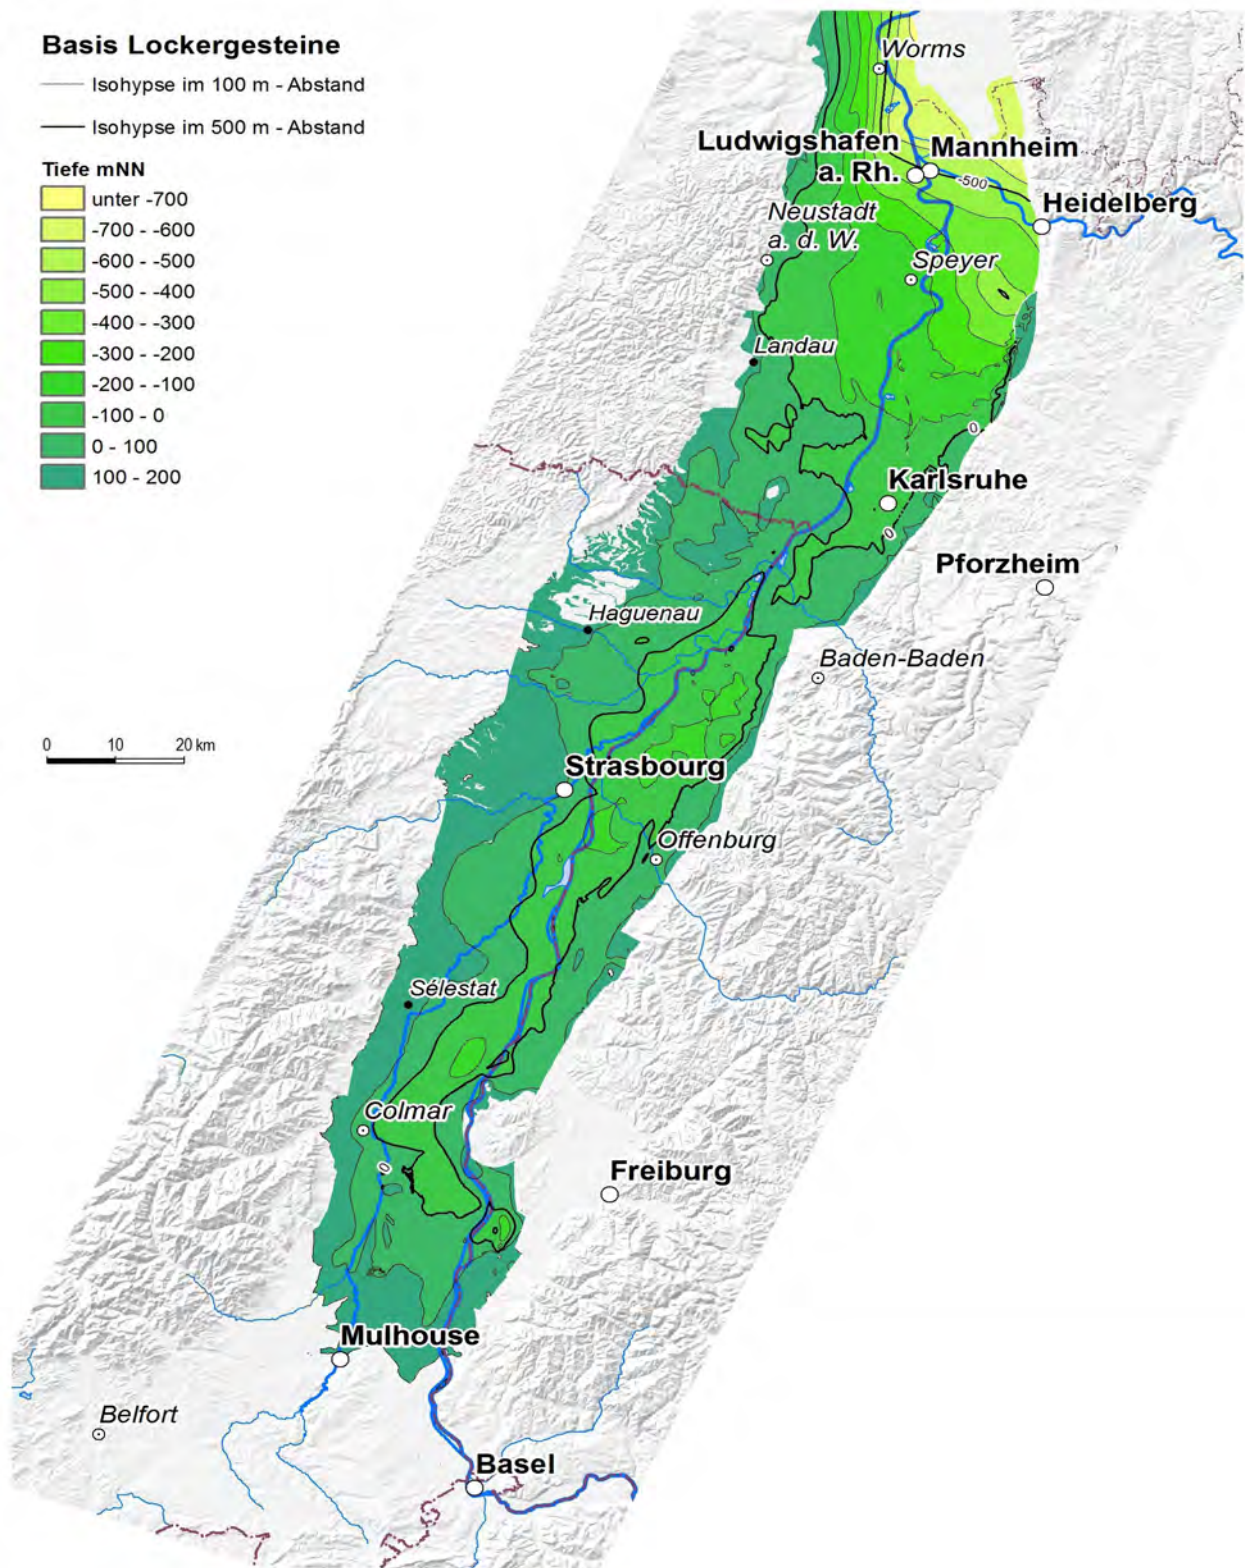 Basis Lockergesteine
Isohypse im 100 m - Abstand
Isohypse im 500 m - Abstand
Tiefe mNN
unter -700
-700 - -600
-600 - -500
-500 - -400
-400 - -300
-300 - -200
-200 - -100
-100 - 0
0 - 100
100 - 200
Worms
Ludwigshafen
a. Rh.
Mannheim
-500
Heidelberg
Neustadt
a. d. W.
Speyer
Landau
0
Karlsruhe
0
Pforzheim
Haguenau
Baden-Baden
0 10 20 km
Strasbourg
Offenburg
Sélestat
Colmar
0
Freiburg
Mulhouse
Belfort
Basel